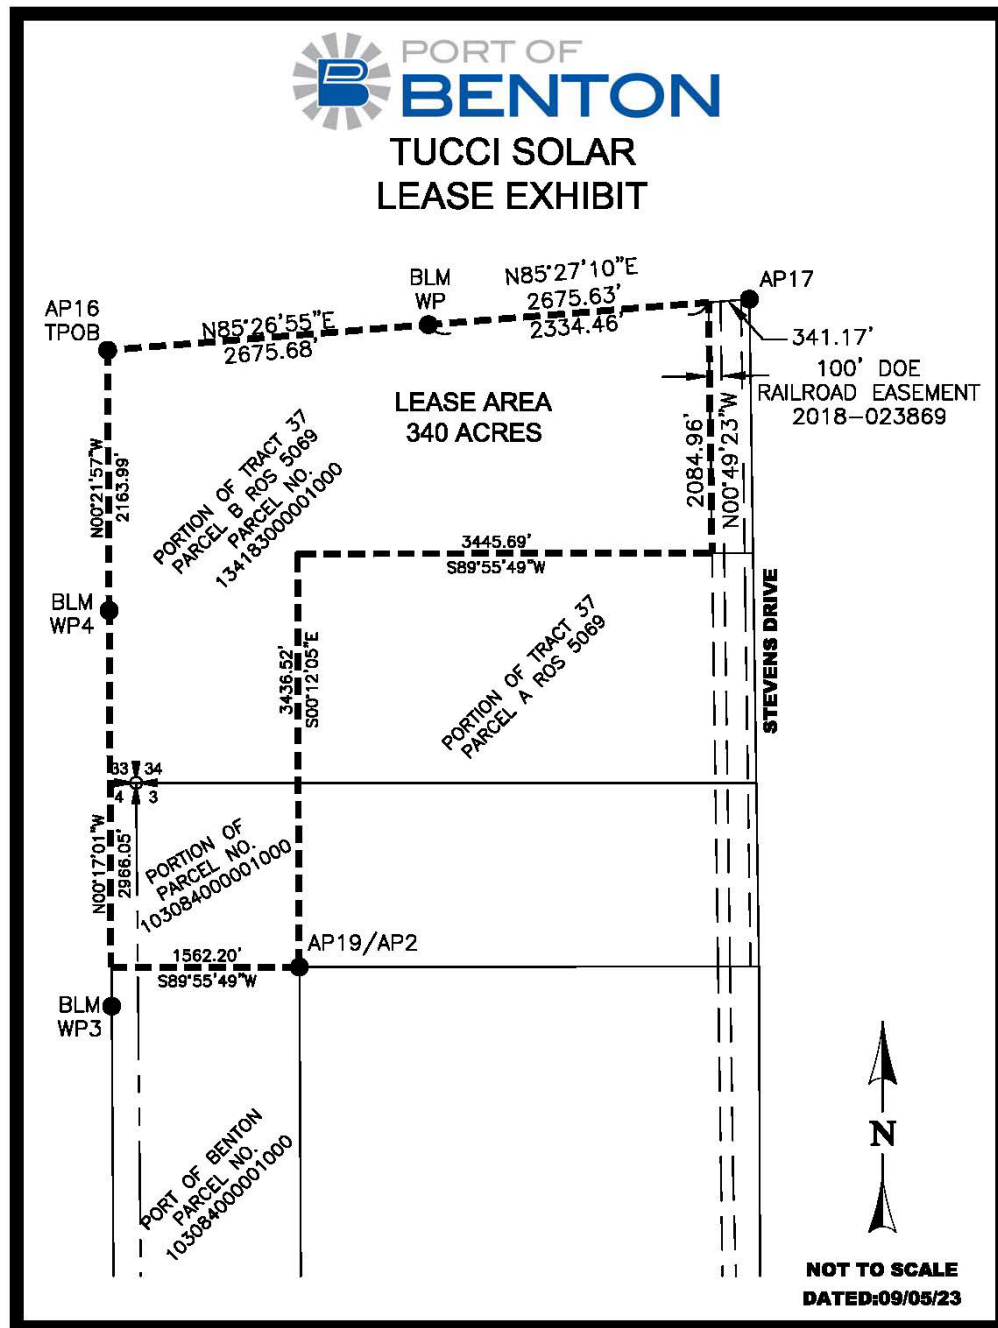 PORT OF
BENTON
TUCCI SOLAR
LEASE EXHIBIT
AP16
TPOB
N85°26'55"E
2675.68'
BLM
WP
N85°27'10"E
2675.63'
2334.46'
AP17
341.17'
100' DOE
RAILROAD EASEMENT
2018-023869
LEASE AREA
340 ACRES
N00°21'57"W
2163.99'
PORTION OF TRACT 37
PARCEL B ROS 5069
PARCEL NO.
134183000001000
2084.96'
N00°49'23"W
3445.69'
S89°55'49"W
BLM
WP4
3436.52'
S00°12'05"E
PORTION OF TRACT 37
PARCEL A ROS 5069
STEVENS DRIVE
33 34
4 3
N00°17'01"W
2966.05'
PORTION OF
PARCEL NO.
103084000001000
1562.20'
S89°55'49"W
AP19/AP2
BLM
WP3
PORT OF BENTON
PARCEL NO.
103084000001000
N
NOT TO SCALE
DATED:09/05/23